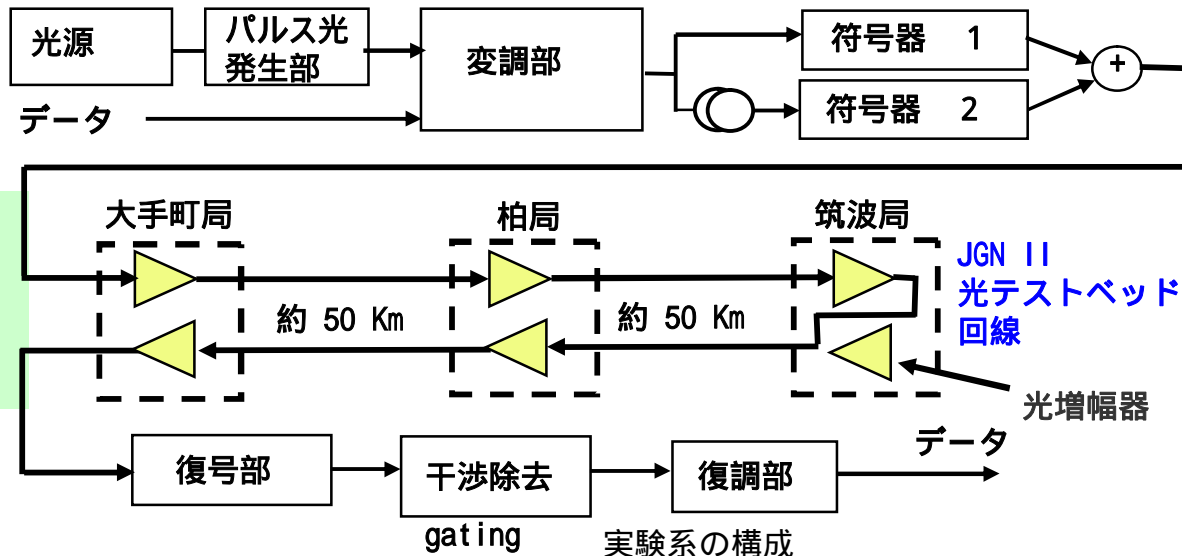 光源
パルス光
発生部
変調部
符号器 1
+
符号器 2
データ
大手町局
柏局
筑波局
JGN II
光テストベッド
回線
約 50 Km
約 50 Km
光増幅器
データ
復号部
干渉除去
復調部
gating
実験系の構成